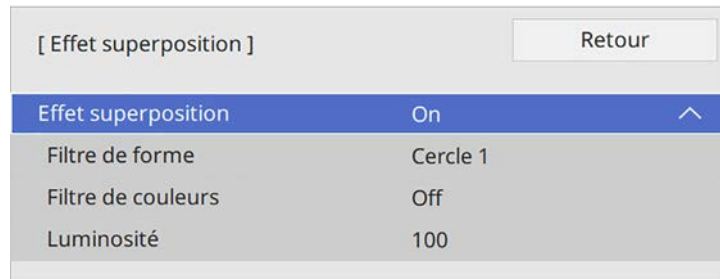 [ Effet superposition ] Retour
Effet superposition On
Filtre de forme Cercle 1
Filtre de couleurs Off
Luminosité 100